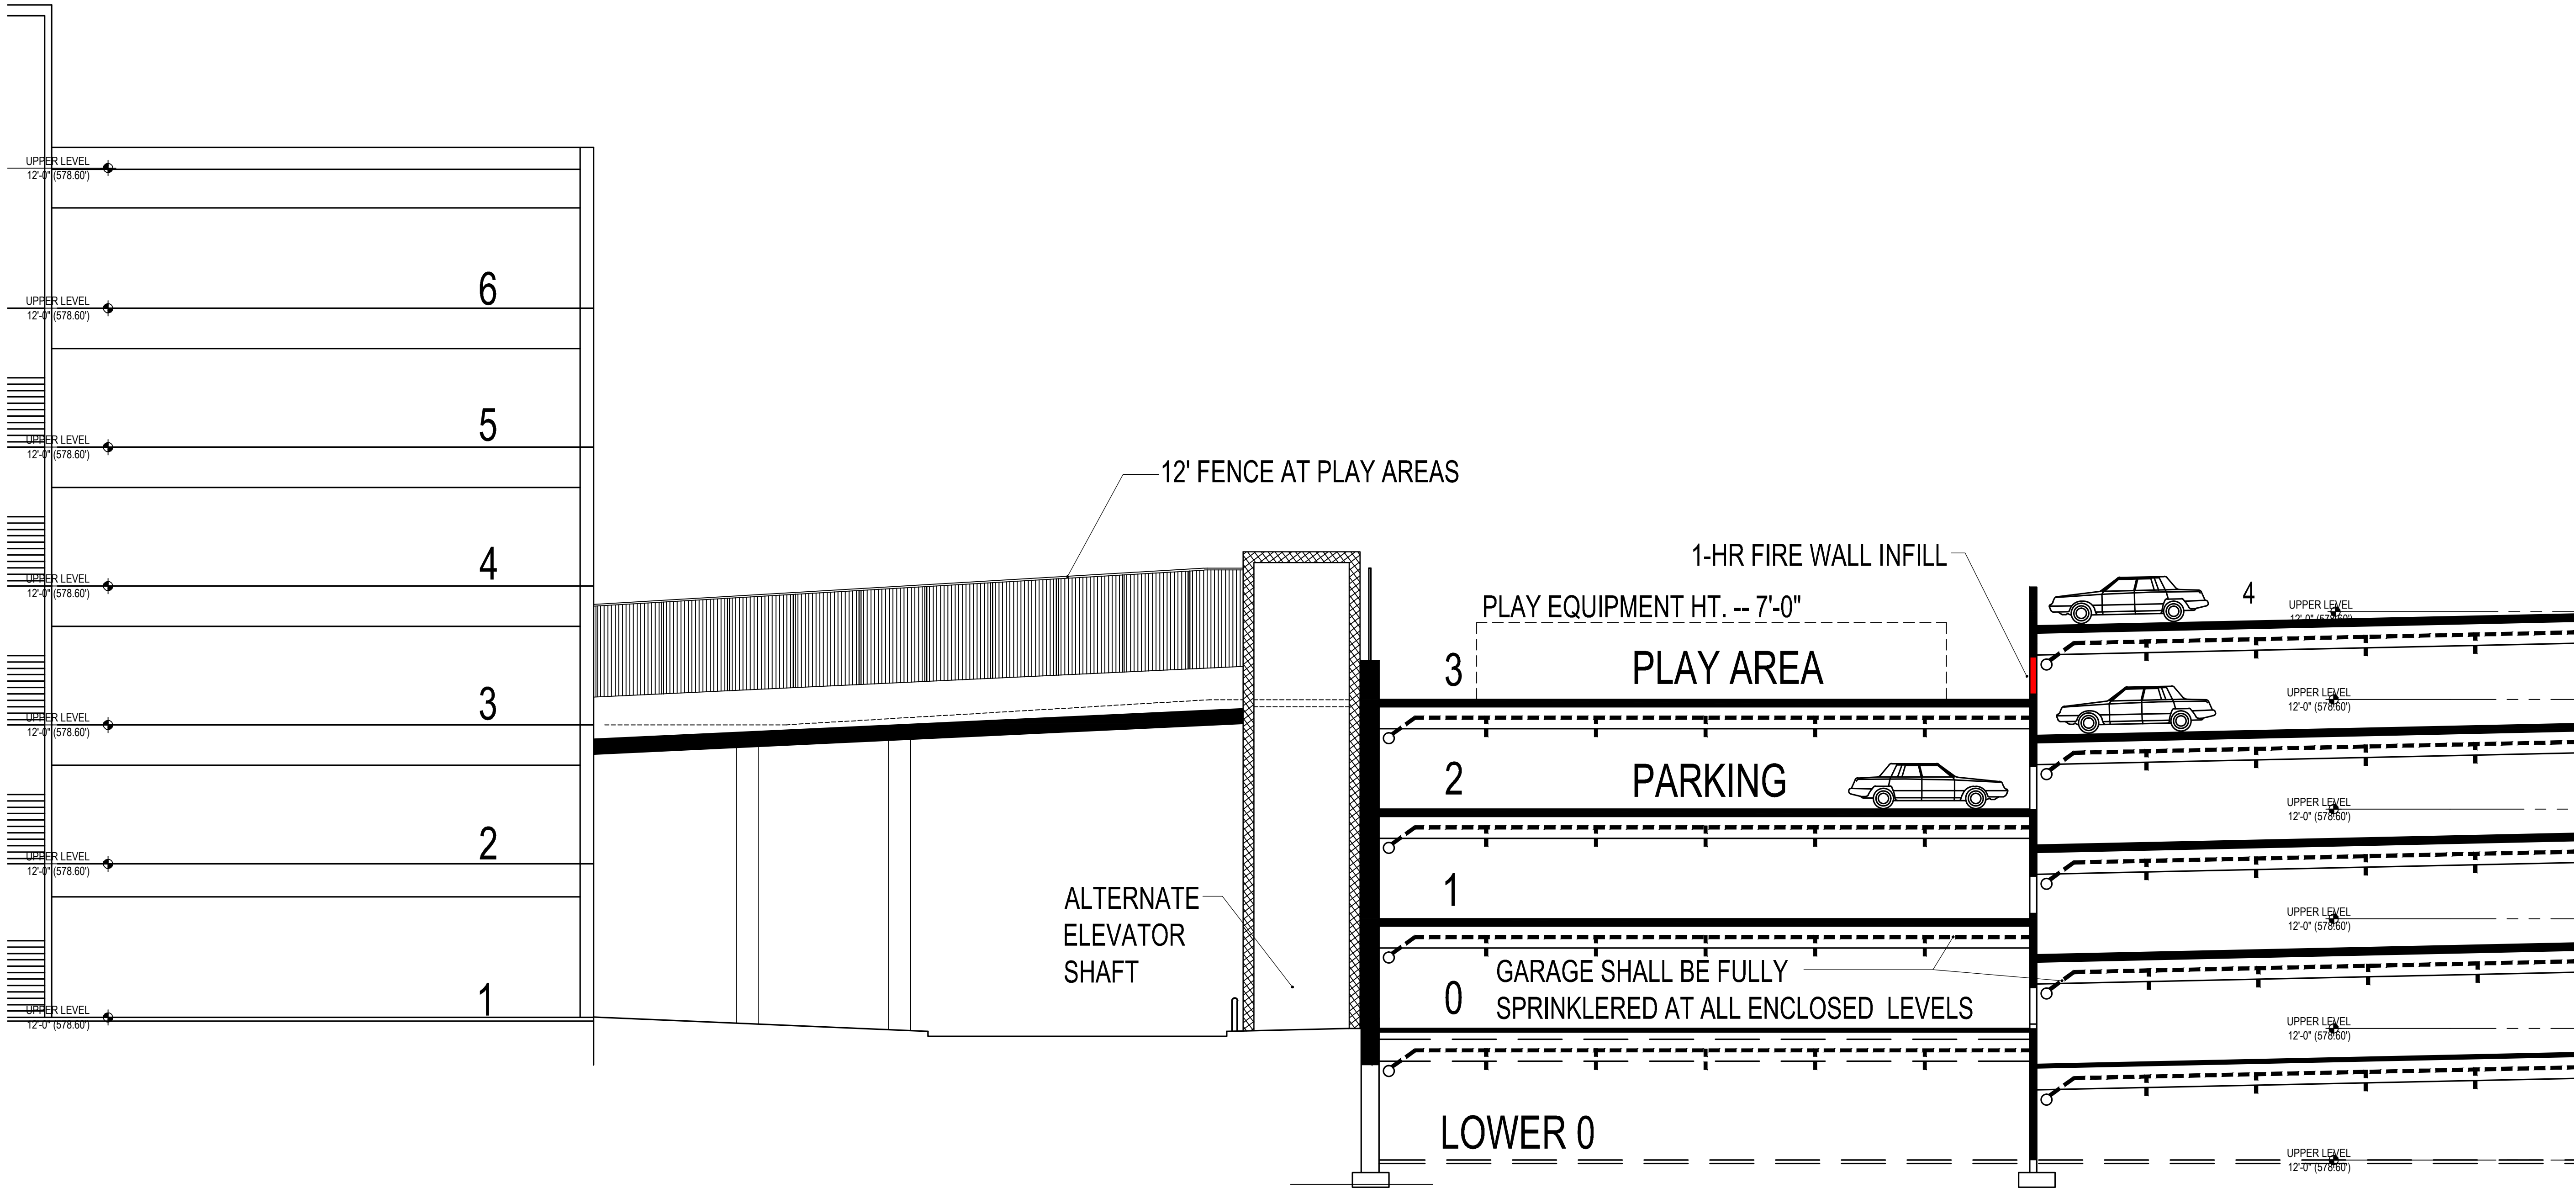 UPPER LEVEL
12'-0" (578.60')
6
UPPER LEVEL
12'-0" (578.60')
5
UPPER LEVEL
12'-0" (578.60')
4
UPPER LEVEL
12'-0" (578.60')
3
UPPER LEVEL
12'-0" (578.60')
2
UPPER LEVEL
12'-0" (578.60')
1
UPPER LEVEL
12'-0" (578.60')
12' FENCE AT PLAY AREAS
ALTERNATE
ELEVATOR
SHAFT
1-HR FIRE WALL INFILL
PLAY EQUIPMENT HT. -- 7'-0"
3
PLAY AREA
2
PARKING
1
0
GARAGE SHALL BE FULLY
SPRINKLERED AT ALL ENCLOSED LEVELS
LOWER 0
4
UPPER LEVEL
12'-0" (578.60')
UPPER LEVEL
12'-0" (578.60')
UPPER LEVEL
12'-0" (578.60')
UPPER LEVEL
12'-0" (578.60')
UPPER LEVEL
12'-0" (578.60')
UPPER LEVEL
12'-0" (578.60')